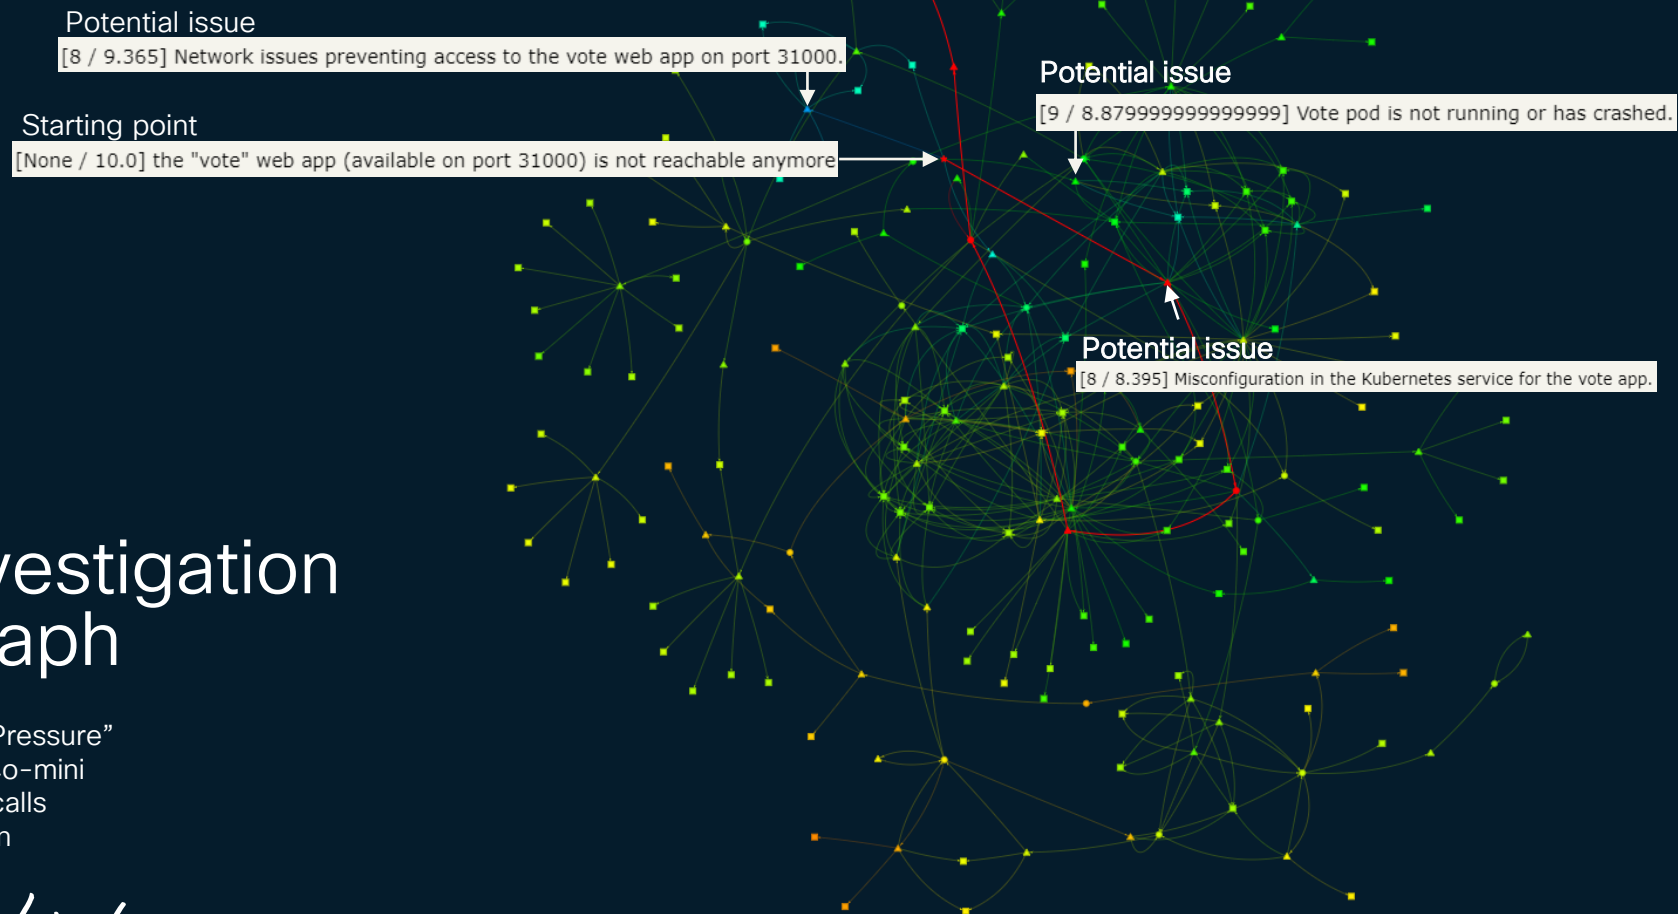 Potential issue
[8 / 9.365] Network issues preventing access to the vote web app on port 31000.
Potential issue
[9 / 8.879999999999999] Vote pod is not running or has crashed.
Starting point
[None / 10.0] the "vote" web app (available on port 31000) is not reachable anymore
Potential issue
[8 / 8.395] Misconfiguration in the Kubernetes service for the vote app.
vestigation
aph
Pressure”
o-mini
calls